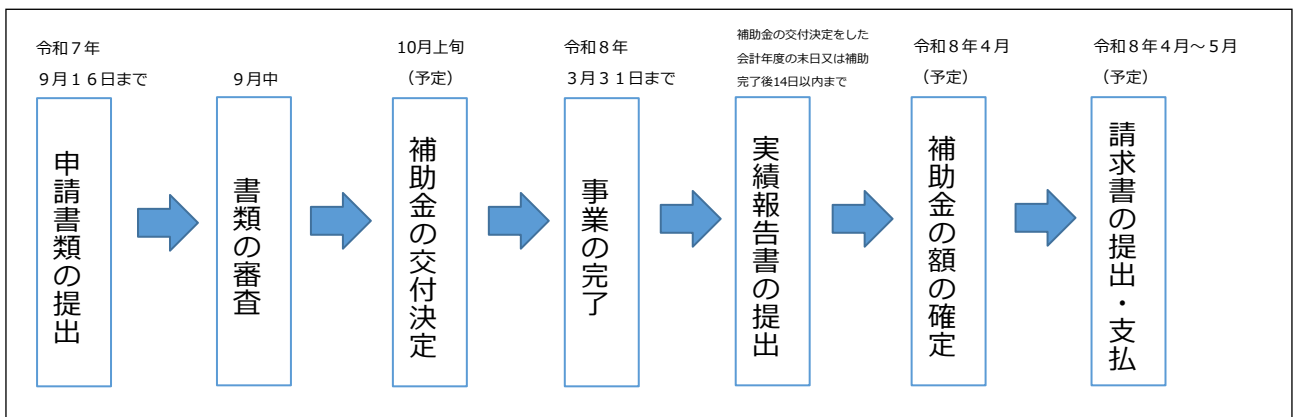 令和７年
９月１６日まで
申請書類の提出
９月中
書類の審査
10月上旬
（予定）
補助金の交付決定
令和８年
３月３１日まで
事業の完了
補助金の交付決定をした
会計年度の末日又は補助
完了後14日以内まで
実績報告書の提出
令和８年４月
（予定）
補助金の額の確定
令和８年４月～５月
（予定）
請求書の提出・支払